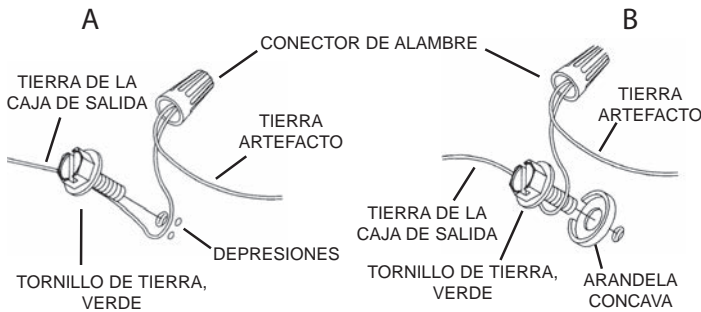 A
B
CONECTOR DE ALAMBRE
TIERRA DE LA
CAJA DE SALIDA
TIERRA
ARTEFACTO
TIERRA
ARTEFACTO
TIERRA DE LA
CAJA DE SALIDA
DEPRESIONES
TORNILLO DE TIERRA,
VERDE
TORNILLO DE TIERRA,
VERDE
ARANDELA
CONCAVA